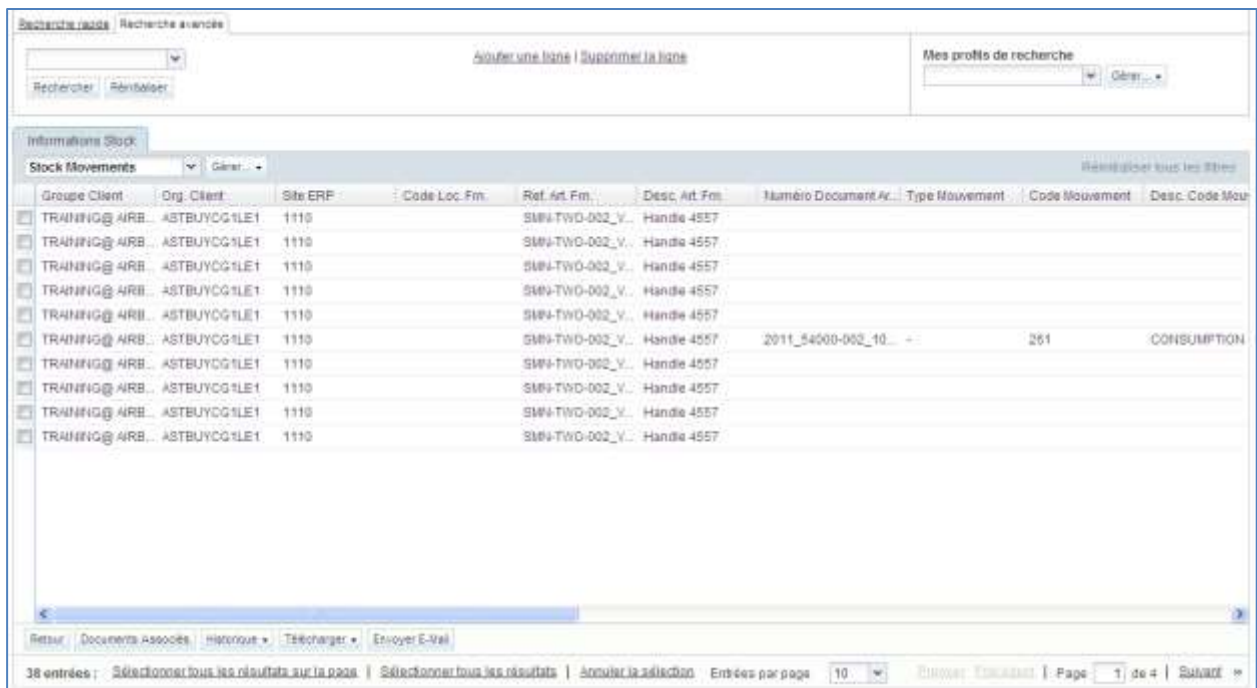 Recherche rapide Recherche avancée
Ajouter une ligne | Supprimer la ligne
Mes profils de recherche
Gérer...
Rechercher Réinitialiser
Informations Stock
Stock Movements Gérer... Réinitialiser tous les filtres
Groupe Client Org. Client Site ERP Code Loc. Frn. Réf. Art. Frn. Desc. Art. Frn. Numéro Document Ar... Type Mouvement Code Mouvement Desc. Code Mou
TRAINING@ AIRB... ASTBUYCG1LE1 1110 SMN-TWO-002_V... Handle 4557
TRAINING@ AIRB... ASTBUYCG1LE1 1110 SMN-TWO-002_V... Handle 4557
TRAINING@ AIRB... ASTBUYCG1LE1 1110 SMN-TWO-002_V... Handle 4557
TRAINING@ AIRB... ASTBUYCG1LE1 1110 SMN-TWO-002_V... Handle 4557
TRAINING@ AIRB... ASTBUYCG1LE1 1110 SMN-TWO-002_V... Handle 4557
TRAINING@ AIRB... ASTBUYCG1LE1 1110 SMN-TWO-002_V... Handle 4557 2011_54000-002_10... - 261 CONSUMPTION
TRAINING@ AIRB... ASTBUYCG1LE1 1110 SMN-TWO-002_V... Handle 4557
TRAINING@ AIRB... ASTBUYCG1LE1 1110 SMN-TWO-002_V... Handle 4557
TRAINING@ AIRB... ASTBUYCG1LE1 1110 SMN-TWO-002_V... Handle 4557
TRAINING@ AIRB... ASTBUYCG1LE1 1110 SMN-TWO-002_V... Handle 4557
Retour Documents Associés Historique Télécharger Envoyer E-Mail
38 entrées : Sélectionner tous les résultats sur la page | Sélectionner tous les résultats | Annuler la sélection Entrées par page 10 Précédent | Page 1 de 4 | Suivant »